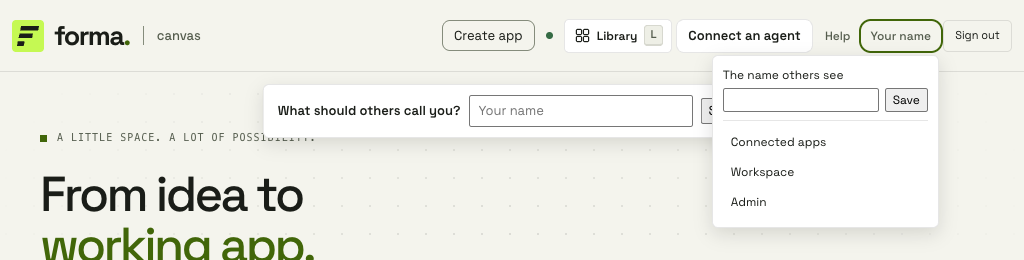 forma. canvas
Create app
Library L
Connect an agent
Help
Your name
Sign out
The name others see
Save
What should others call you? Your name
Connected apps
Workspace
Admin
A LITTLE SPACE. A LOT OF POSSIBILITY.
From idea to
working app.